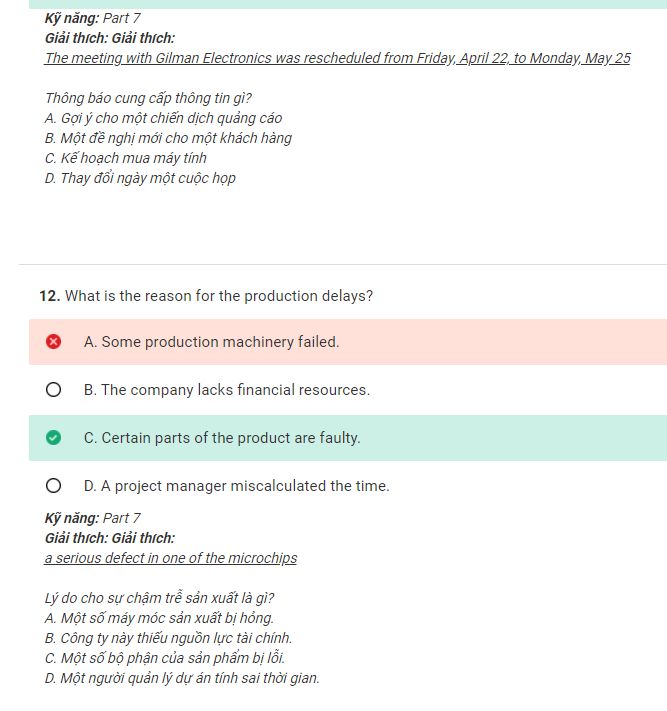 Kỹ năng: Part 7
Giải thích: Giải thích:
The meeting with Gilman Electronics was rescheduled from Friday, April 22, to Monday, May 25
Thông báo cung cấp thông tin gì?
A. Gợi ý cho một chiến dịch quảng cáo
B. Một đề nghị mới cho một khách hàng
C. Kế hoạch mua máy tính
D. Thay đổi ngày một cuộc họp
12. What is the reason for the production delays?
A. Some production machinery failed.
B. The company lacks financial resources.
C. Certain parts of the product are faulty.
D. A project manager miscalculated the time.
Kỹ năng: Part 7
Giải thích: Giải thích:
a serious defect in one of the microchips
Lý do cho sự chậm trễ sản xuất là gì?
A. Một số máy móc sản xuất bị hỏng.
B. Công ty này thiếu nguồn lực tài chính.
C. Một số bộ phận của sản phẩm bị lỗi.
D. Một người quản lý dự án tính sai thời gian.